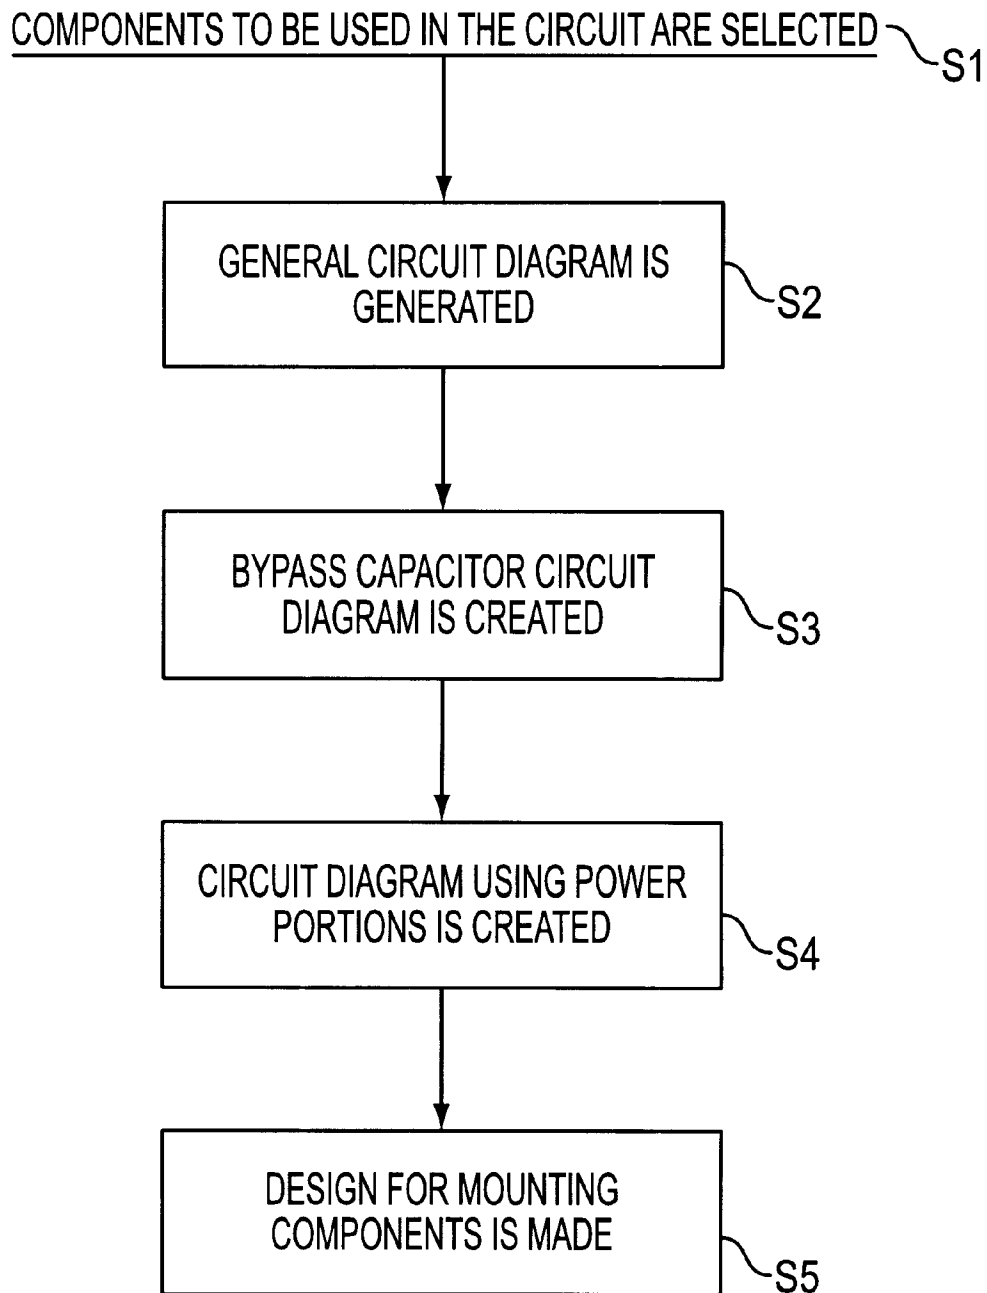 COMPONENTS TO BE USED IN THE CIRCUIT ARE SELECTED
S1
GENERAL CIRCUIT DIAGRAM IS
GENERATED
S2
BYPASS CAPACITOR CIRCUIT
DIAGRAM IS CREATED
S3
CIRCUIT DIAGRAM USING POWER
PORTIONS IS CREATED
S4
DESIGN FOR MOUNTING
COMPONENTS IS MADE
S5